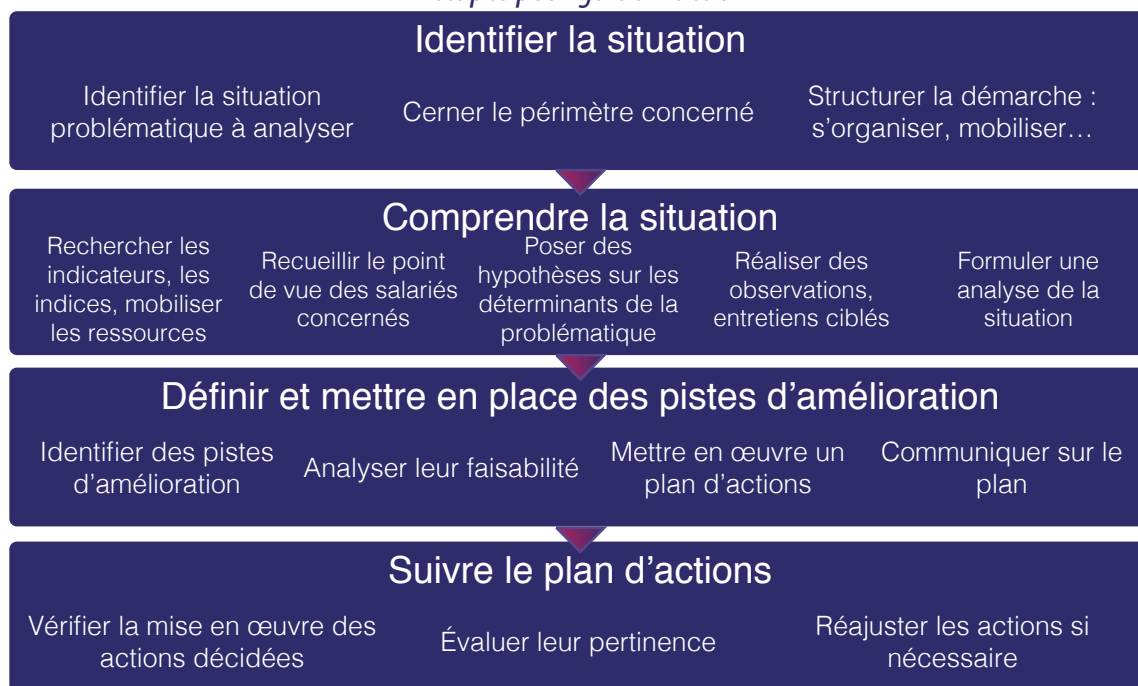 Identifier la situation
Identifier la situation
problématique à analyser
Cerner le périmètre concerné
Structurer la démarche :
s’organiser, mobiliser…
Comprendre la situation
Rechercher les
indicateurs, les
indices, mobiliser
les ressources
Recueillir le point
de vue des salariés
concernés
Poser des
hypothèses sur les
déterminants de la
problématique
Réaliser des
observations,
entretiens ciblés
Formuler une
analyse de la
situation
Définir et mettre en place des pistes d’amélioration
Identifier des pistes
d’amélioration
Analyser leur faisabilité
Mettre en œuvre un
plan d’actions
Communiquer sur le
plan
Suivre le plan d’actions
Vérifier la mise en œuvre des
actions décidées
Évaluer leur pertinence
Réajuster les actions si
nécessaire